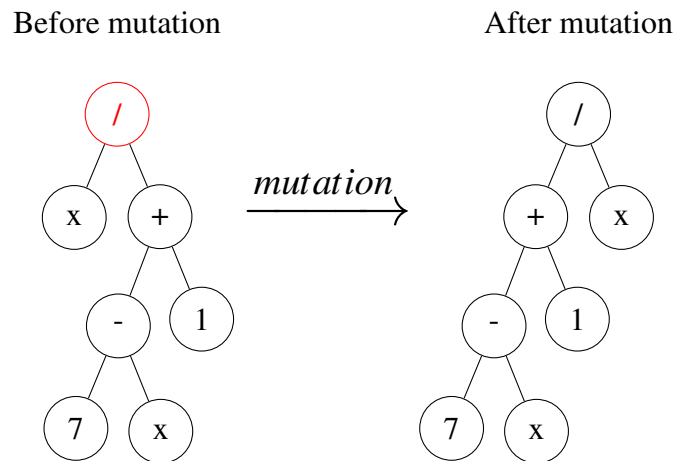 Before mutation After mutation
/ /
mutation
x + + x
- 1 - 1
7 x 7 x